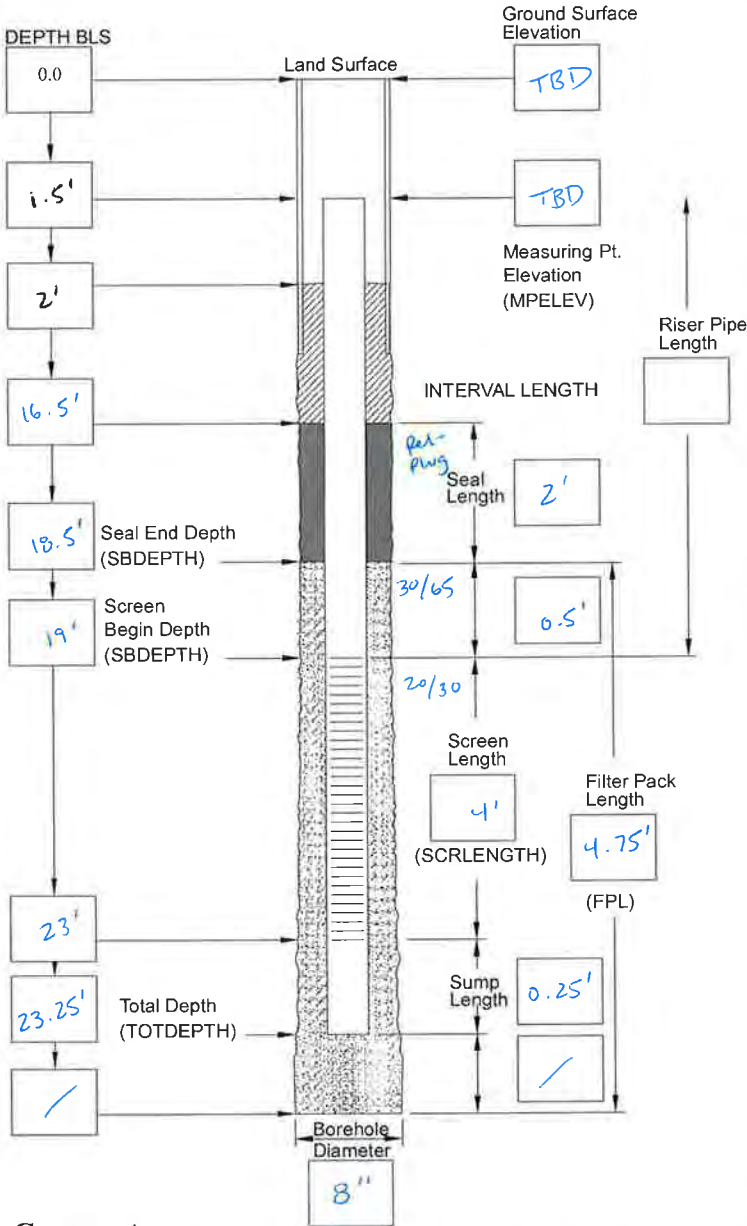 Ground Surface
Elevation
DEPTH BLS
0.0
Land Surface
TBD
1.5'
TBD
Measuring Pt.
Elevation
(MPELEV)
2'
Riser Pipe
Length
INTERVAL LENGTH
16.5'
Pel-
plug
Seal
Length
2'
18.5'
Seal End Depth
(SBDEPTH)
30/65
0.5'
Screen
Begin Depth
(SBDEPTH)
19'
20/30
Screen
Length
4'
(SCRLENGTH)
Filter Pack
Length
4.75'
(FPL)
23'
Sump
Length
0.25'
23.25'
Total Depth
(TOTDEPTH)
/
/
Borehole
Diameter
8"